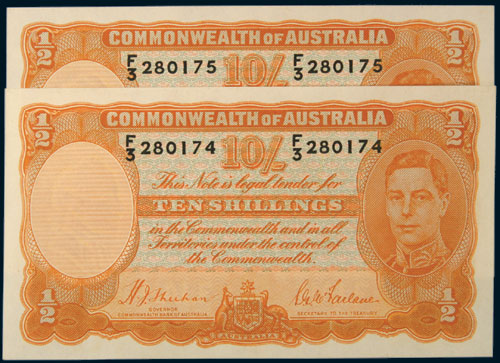 1/2 COMMONWEALTH OF AUSTRALIA 1/2
F/3 280175 10/- F/3 280175
1/2 COMMONWEALTH OF AUSTRALIA 1/2
F/3 280174 10/- F/3 280174
This Note is legal tender for
TEN SHILLINGS
in the Commonwealth and in all
Territories under the control of
the Commonwealth.
GOVERNOR
COMMONWEALTH BANK OF AUSTRALIA
SECRETARY TO THE TREASURY
1/2 AUSTRALIA 1/2